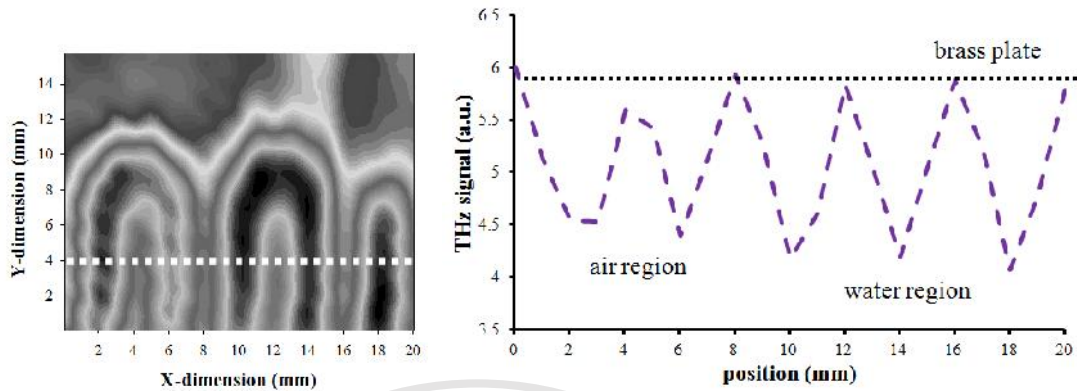 14
12
10
8
6
4
2
Y-dimension (mm)
2 4 6 8 10 12 14 16 18 20
X-dimension (mm)
6.5
6
5.5
5
4.5
4
3.5
THz signal (a.u.)
brass plate
air region
water region
0 2 4 6 8 10 12 14 16 18 20
position (mm)